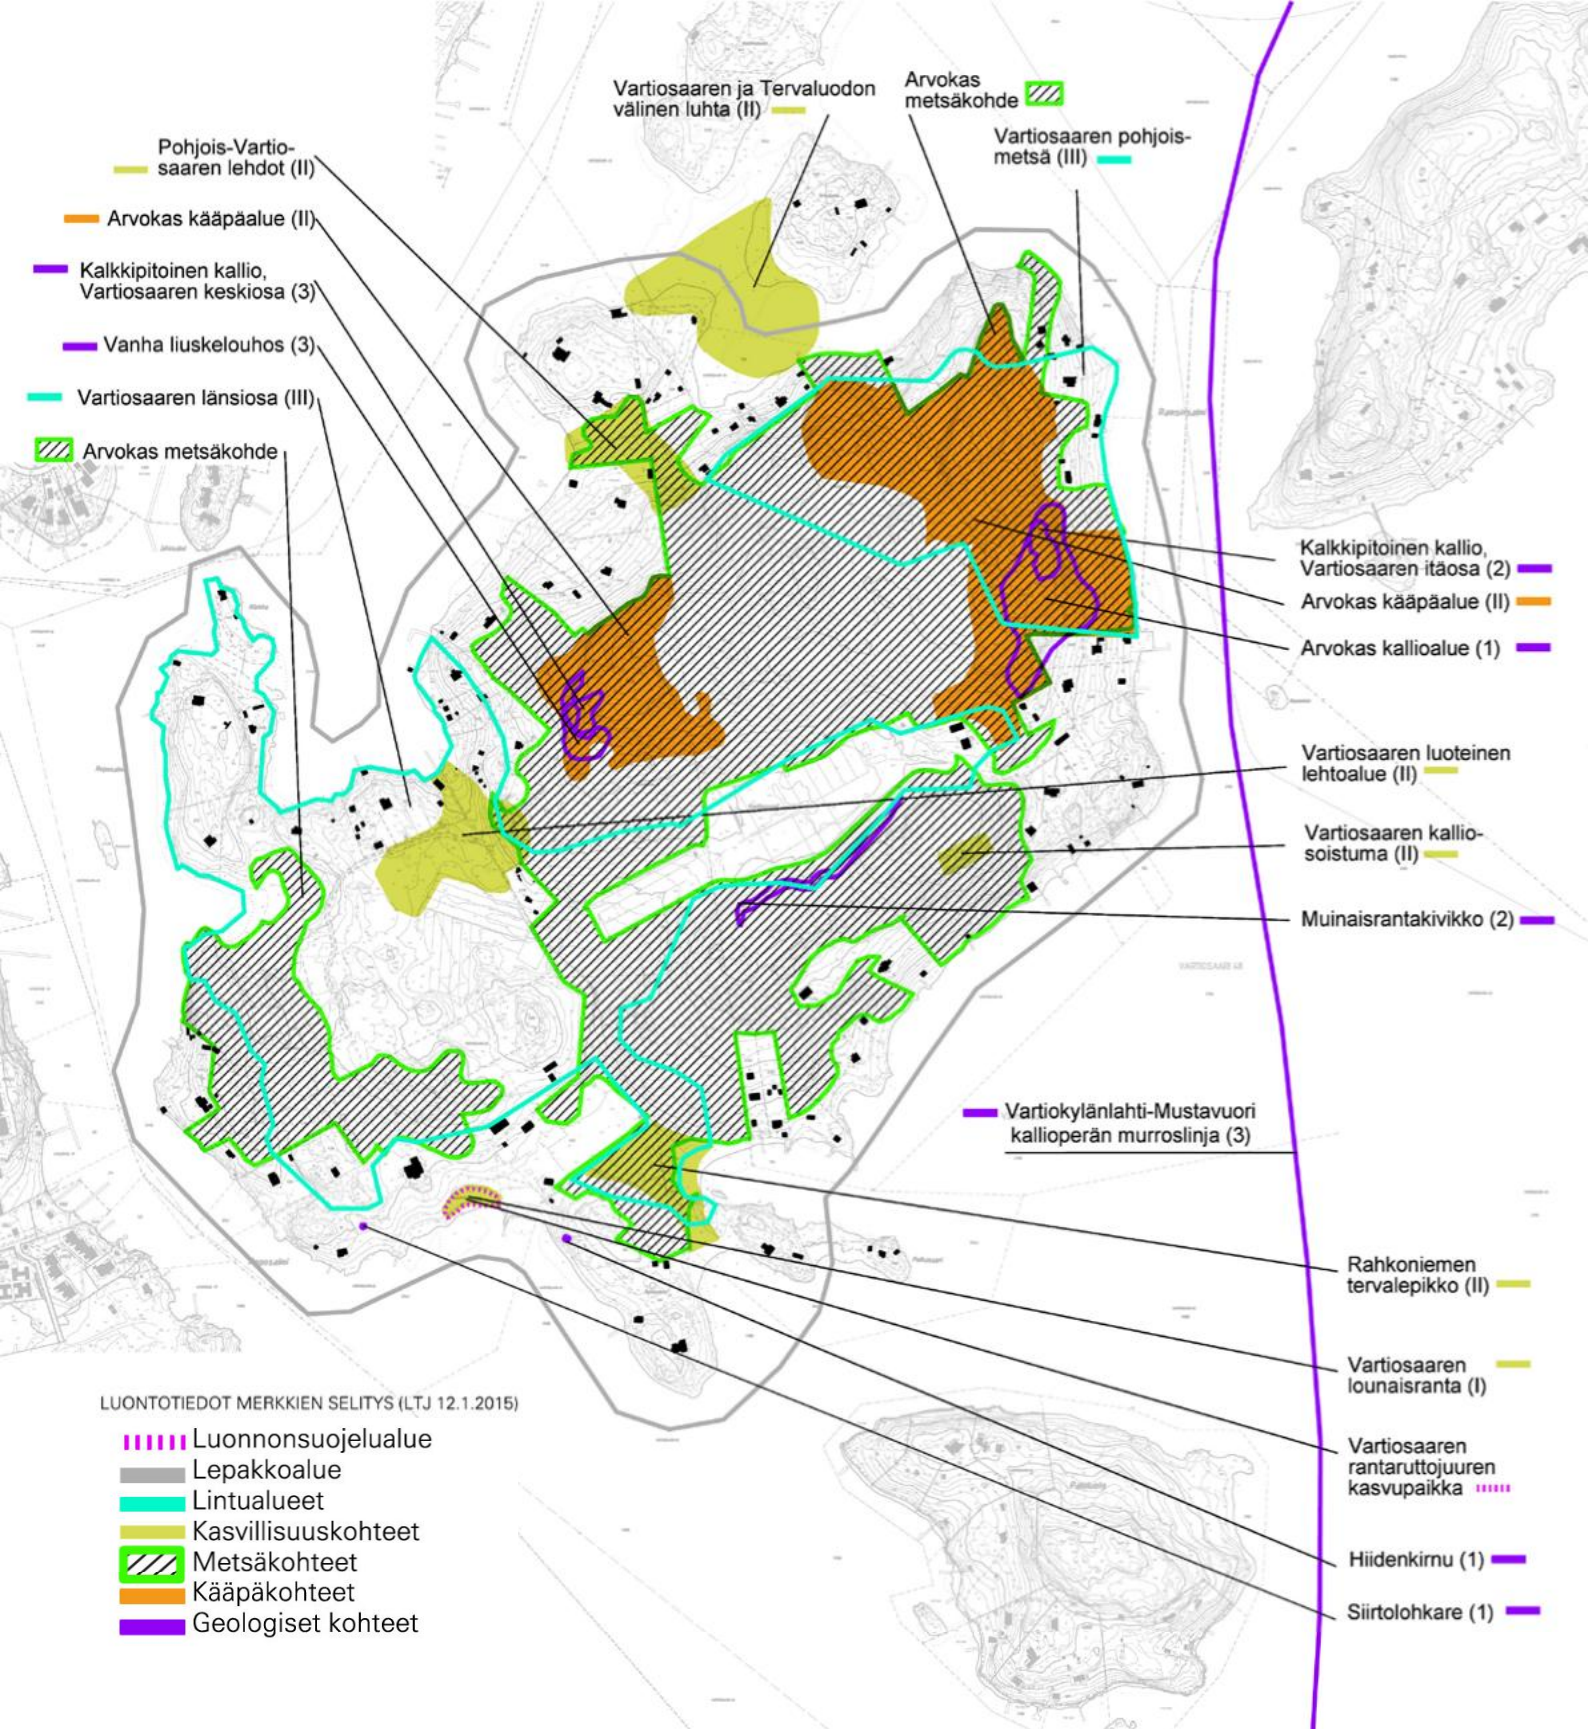 Vartiosaaren ja Tervaluodon
välinen luhta (II)
Arvokas
metsäkohde
Vartiosaaren pohjois-
metsä (III)
Pohjois-Vartio-
saaren lehdot (II)
Arvokas kääpäalue (II)
Kalkkipitoinen kallio,
Vartiosaaren keskiosa (3)
Vanha liuskelouhos (3)
Vartiosaaren länsiosa (III)
Arvokas metsäkohde
Kalkkipitoinen kallio,
Vartiosaaren itäosa (2)
Arvokas kääpäalue (II)
Arvokas kallioalue (1)
Vartiosaaren luoteinen
lehtoalue (II)
Vartiosaaren kallio-
soistuma (II)
Muinaisrantakivikko (2)
Vartiokylänlahti-Mustavuori
kallioperän murroslinja (3)
Rahkoniemen
tervalepikko (II)
Vartiosaaren
lounaisranta (I)
Vartiosaaren
rantaruttojuuren
kasvupaikka
Hiidenkirnu (1)
Siirtolohkare (1)
LUONTOTIEDOT MERKKIEN SELITYS (LTJ 12.1.2015)
Luonnonsuojelualue
Lepakkoalue
Lintualueet
Kasvillisuuskohteet
Metsäkohteet
Kääpäkohteet
Geologiset kohteet